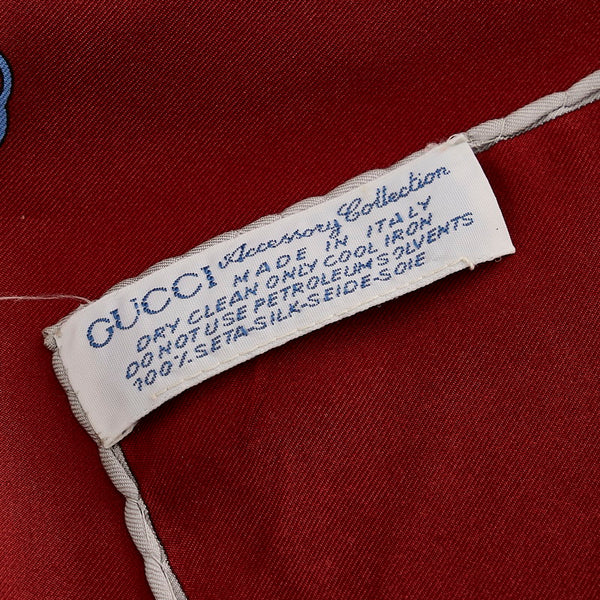 GUCCI Accessory Collection
MADE IN ITALY
DRY CLEAN ONLY COOL IRON
DO NOT USE PETROLEUM SOLVENTS
100%-SETA-SILK-SEIDE-SOIE